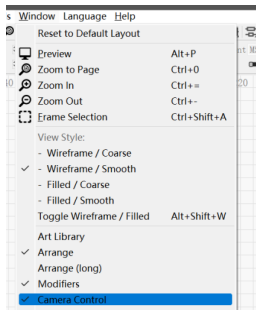 s Window Language Help
Reset to Default Layout
Preview Alt+P
Zoom to Page Ctrl+0
Zoom In Ctrl+=
Zoom Out Ctrl+-
Frame Selection Ctrl+Shift+A
View Style:
- Wireframe / Coarse
- Wireframe / Smooth
- Filled / Coarse
- Filled / Smooth
Toggle Wireframe / Filled Alt+Shift+W
Art Library
Arrange
Arrange (long)
Modifiers
Camera Control
nt
20